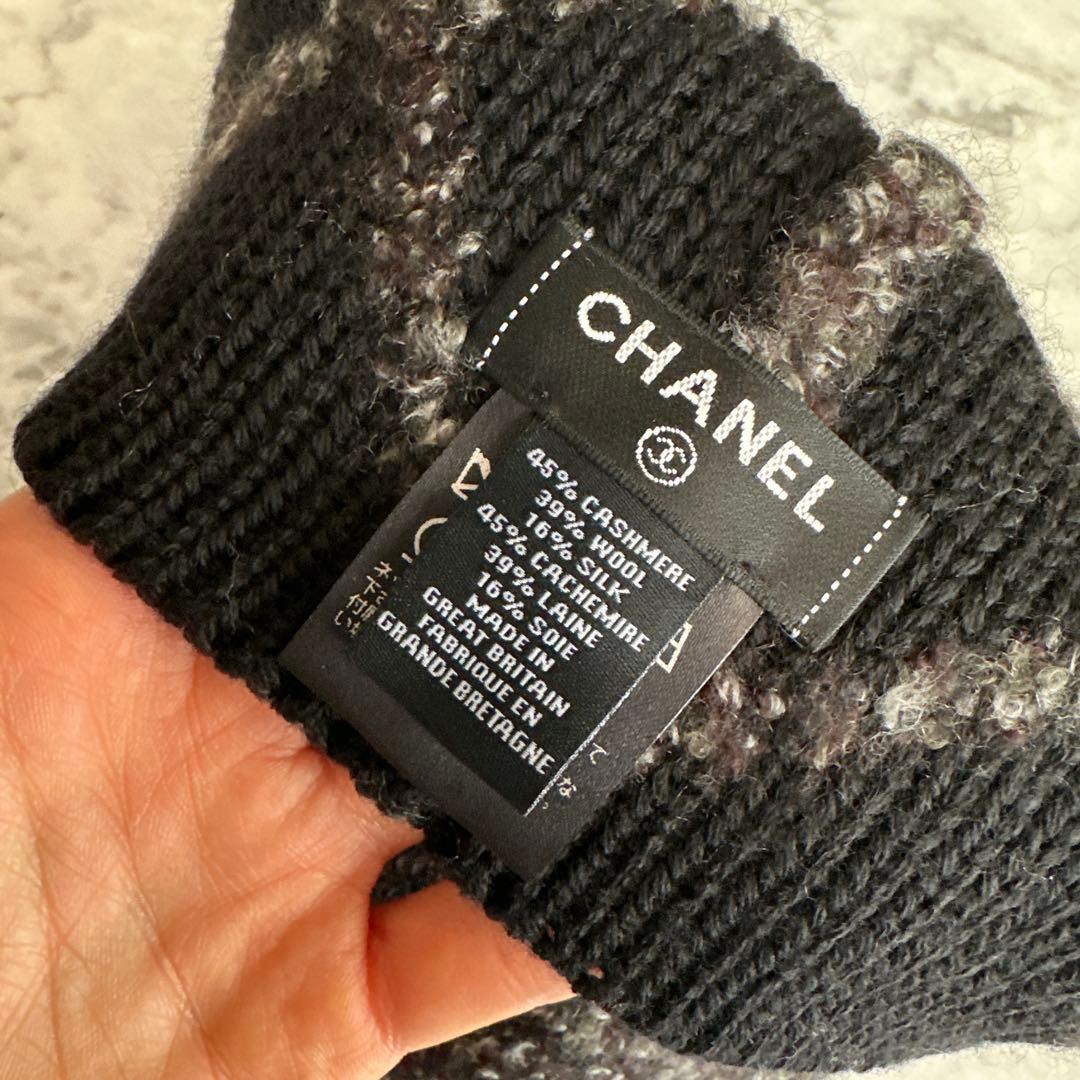 CHANEL
45% CASHMERE
39% WOOL
16% SILK
45% CACHEMIRE
39% LAINE
16% SOIE
MADE IN
GREAT BRITAIN
FABRIQUE EN
GRANDE BRETAGNE